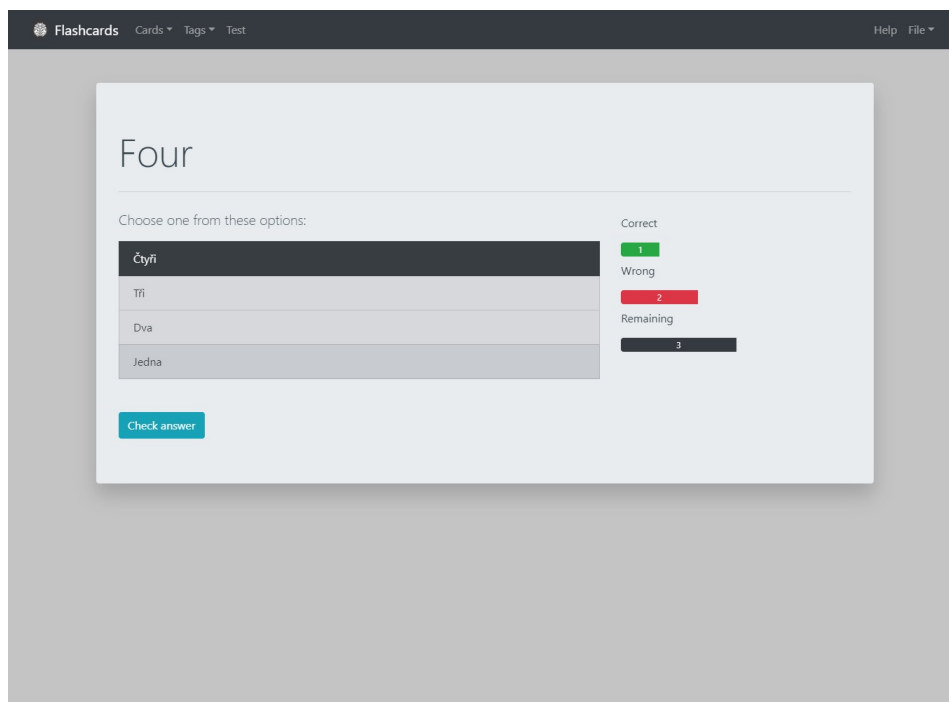 Flashcards Cards Tags Test Help File
Four
Choose one from these options:
Čtyři
Tři
Dva
Jedna
Check answer
Correct
1
Wrong
2
Remaining
3